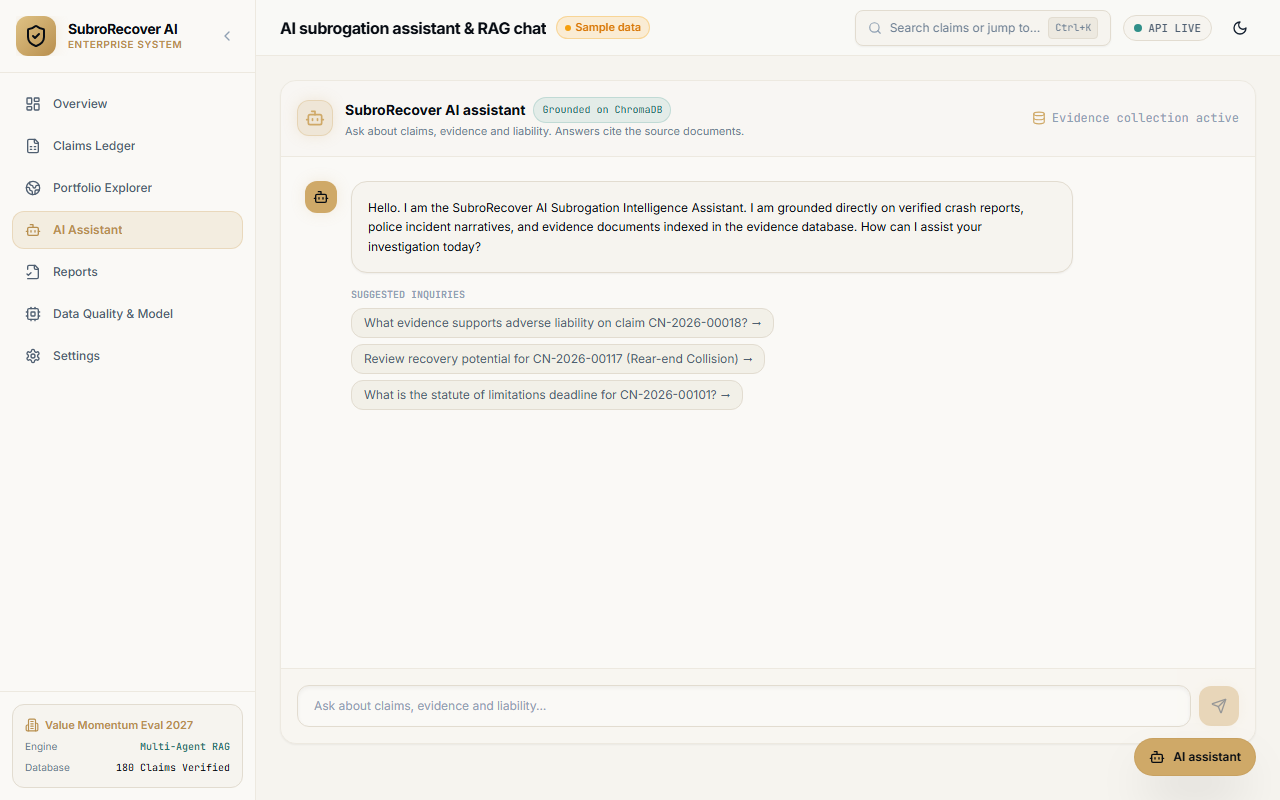 SubroRecover AI
ENTERPRISE SYSTEM
Overview
Claims Ledger
Portfolio Explorer
AI Assistant
Reports
Data Quality & Model
Settings
Value Momentum Eval 2027
Engine Multi-Agent RAG
Database 180 Claims Verified
AI subrogation assistant & RAG chat
Sample data
Search claims or jump to...
Ctrl+K
API LIVE
SubroRecover AI assistant
Grounded on ChromaDB
Ask about claims, evidence and liability. Answers cite the source documents.
Evidence collection active
Hello. I am the SubroRecover AI Subrogation Intelligence Assistant. I am grounded directly on verified crash reports,
police incident narratives, and evidence documents indexed in the evidence database. How can I assist your
investigation today?
SUGGESTED INQUIRIES
What evidence supports adverse liability on claim CN-2026-00018? →
Review recovery potential for CN-2026-00117 (Rear-end Collision) →
What is the statute of limitations deadline for CN-2026-00101? →
Ask about claims, evidence and liability...
AI assistant